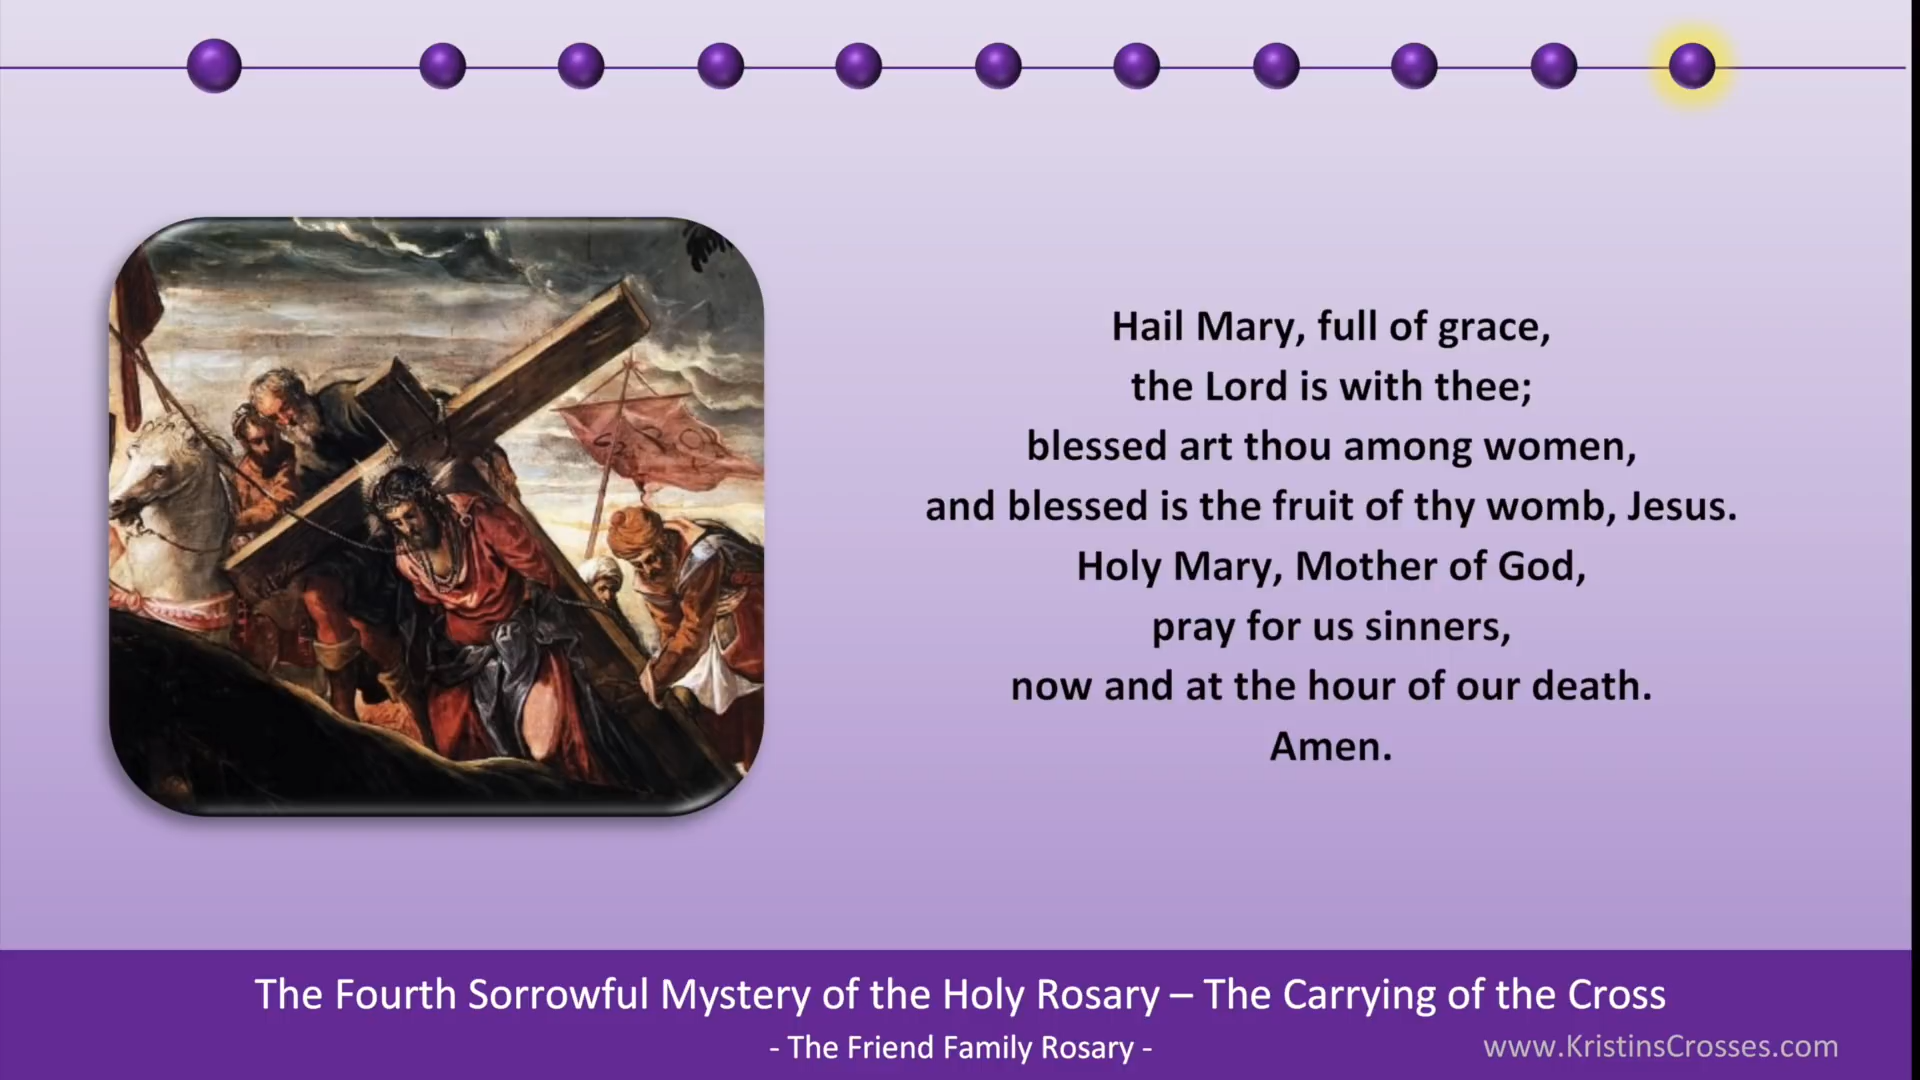 Hail Mary, full of grace,
the Lord is with thee;
blessed art thou among women,
and blessed is the fruit of thy womb, Jesus.
Holy Mary, Mother of God,
pray for us sinners,
now and at the hour of our death.
Amen.
The Fourth Sorrowful Mystery of the Holy Rosary – The Carrying of the Cross
- The Friend Family Rosary -
www.KristinsCrosses.com